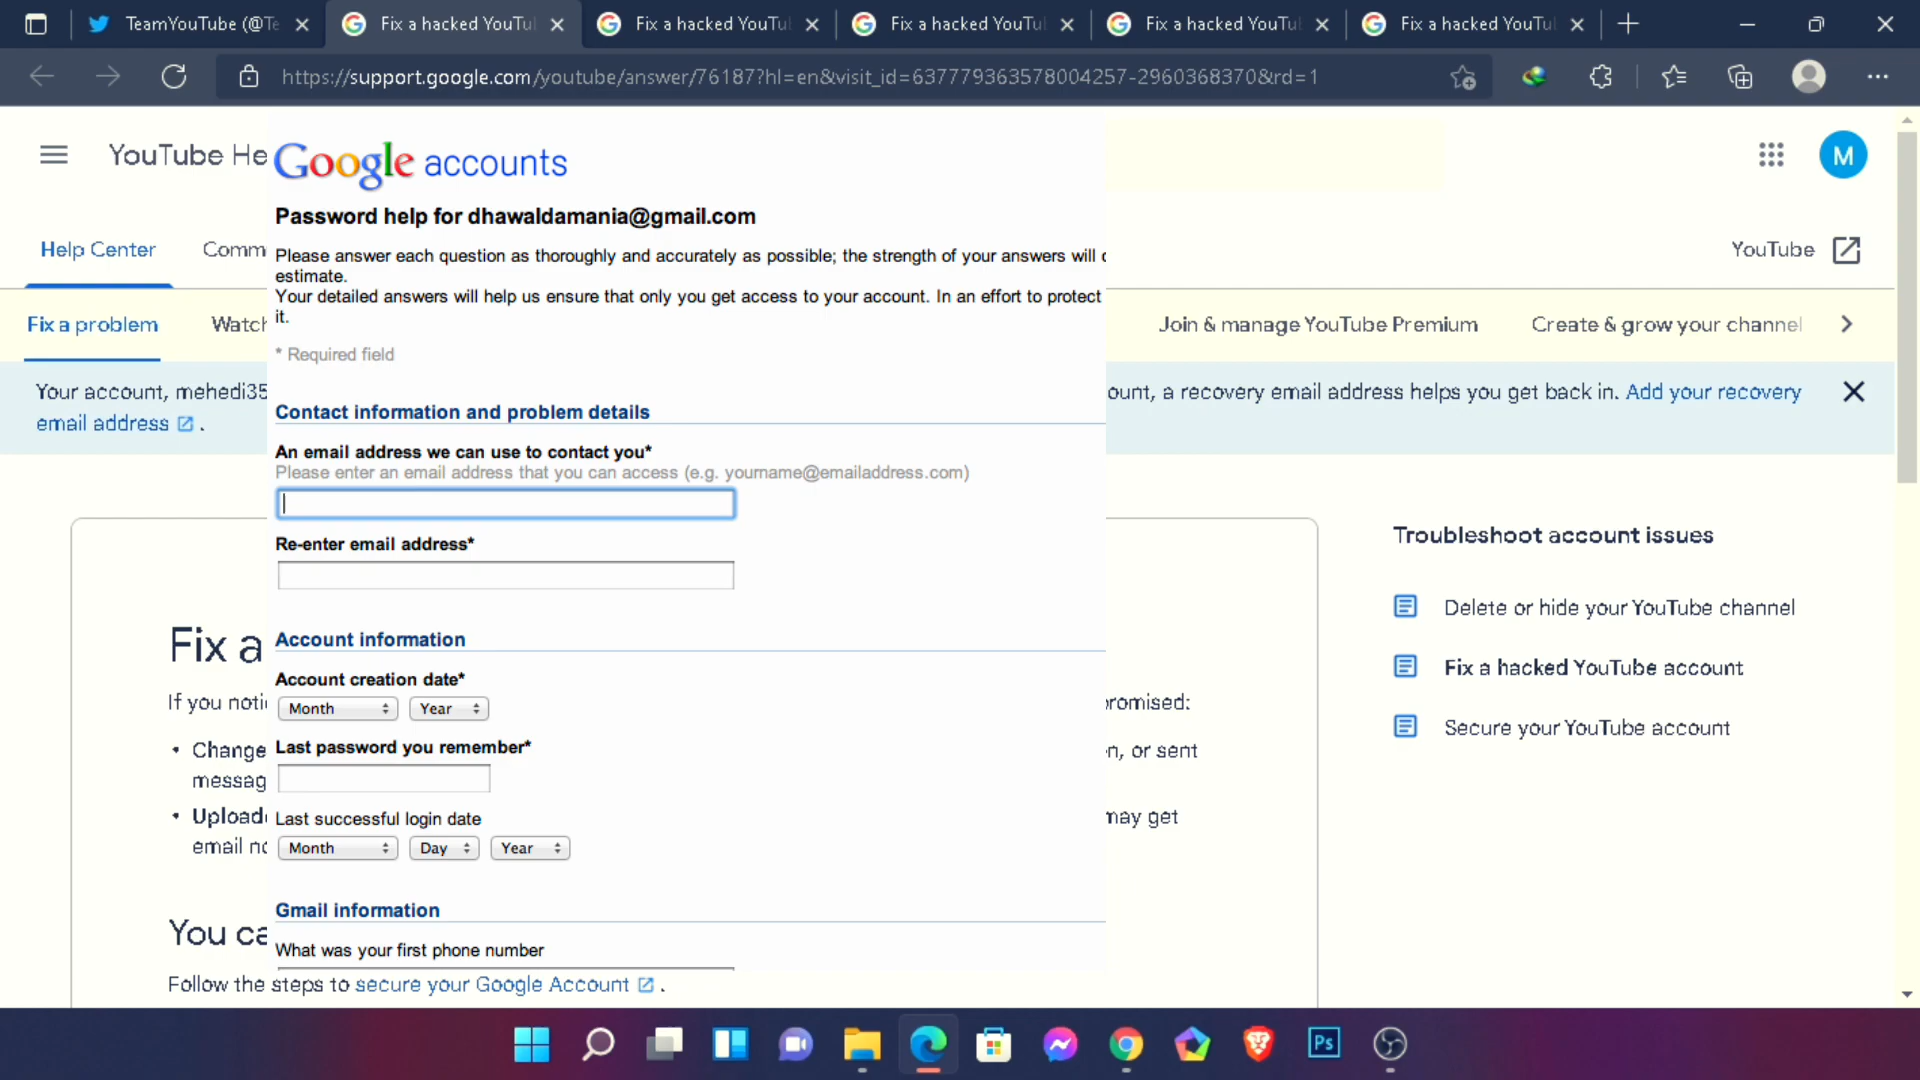 TeamYouTube (@Te
Fix a hacked YouTu
Fix a hacked YouTul
Fix a hacked YouTul
Fix a hacked YouTu
Fix a hacked YouTul
https://support.google.com/youtube/answer/76187?hl=en&visit_id=637779363578004257-2960368370&rd=1
YouTube He
M
Google accounts
Password help for dhawaldamania@gmail.com
Help Center
Comm
YouTube
Please answer each question as thoroughly and accurately as possible; the strength of your answers will
estimate.
Your detailed answers will help us ensure that only you get access to your account. In an effort to protect
it.
Fix a problem
Watch
Join & manage YouTube Premium
Create & grow your channel
* Required field
Your account, mehedi35
ount, a recovery email address helps you get back in. Add your recovery
email address .
Contact information and problem details
An email address we can use to contact you*
Please enter an email address that you can access (e.g. yourname@emailaddress.com)
Re-enter email address*
Troubleshoot account issues
Delete or hide your YouTube channel
Fix a hacked YouTube account
Secure your YouTube account
Account information
Fix a
Account creation date*
Month
Year
If you noti
romised:
Last password you remember*
Change
n, or sent
messag
Upload
Last successful login date
may get
email no
Month
Day
Year
Gmail information
You ca
What was your first phone number
Follow the steps to secure your Google Account .
Ps